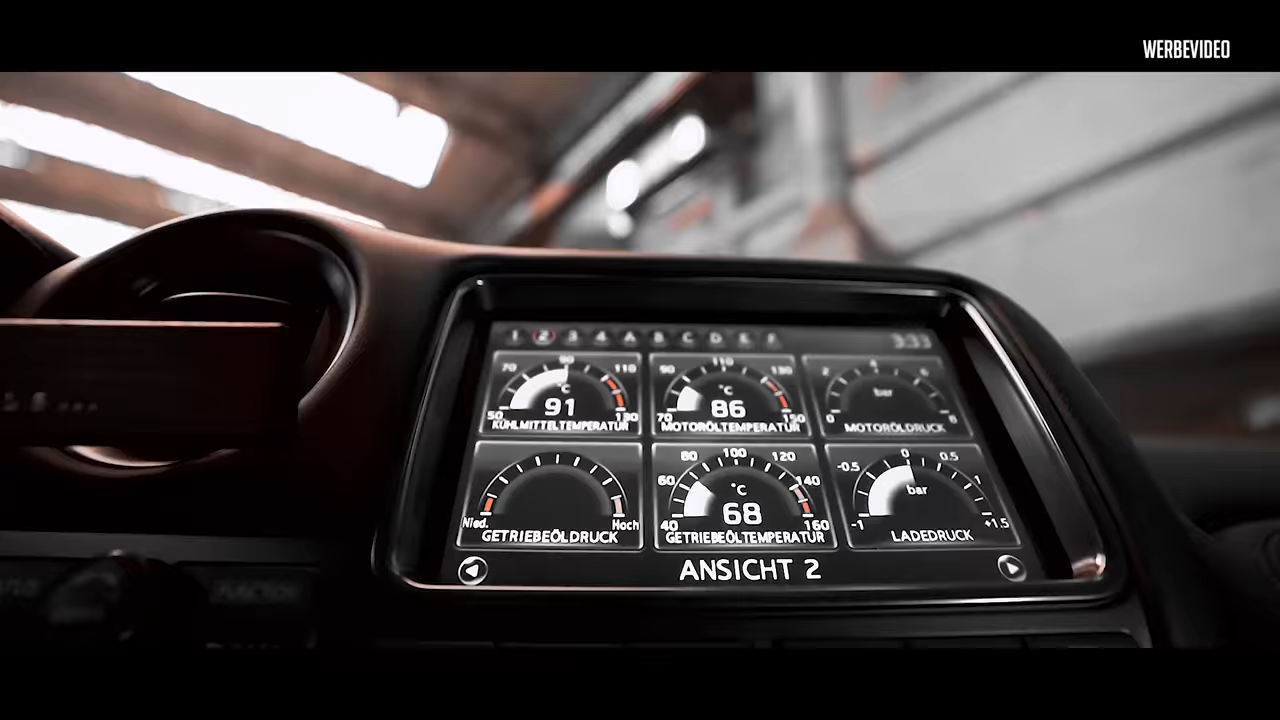 WERBEVIDEO
1 2 3 4 A B C D E F 3:33
70 90 110 90 110 130 2 4 6
°C °C bar
91 86
50 130 70 150 0 8
KÜHLMITTELTEMPERATUR MOTORÖLTEMPERATUR MOTORÖLDRUCK
80 100 120 -0.5 0 0.5
60 °C 140 bar 1
68
Nied. Hoch 40 160 -1 +1.5
GETRIEBEÖLDRUCK GETRIEBEÖLTEMPERATUR LADEDRUCK
ANSICHT 2
FUNCTION